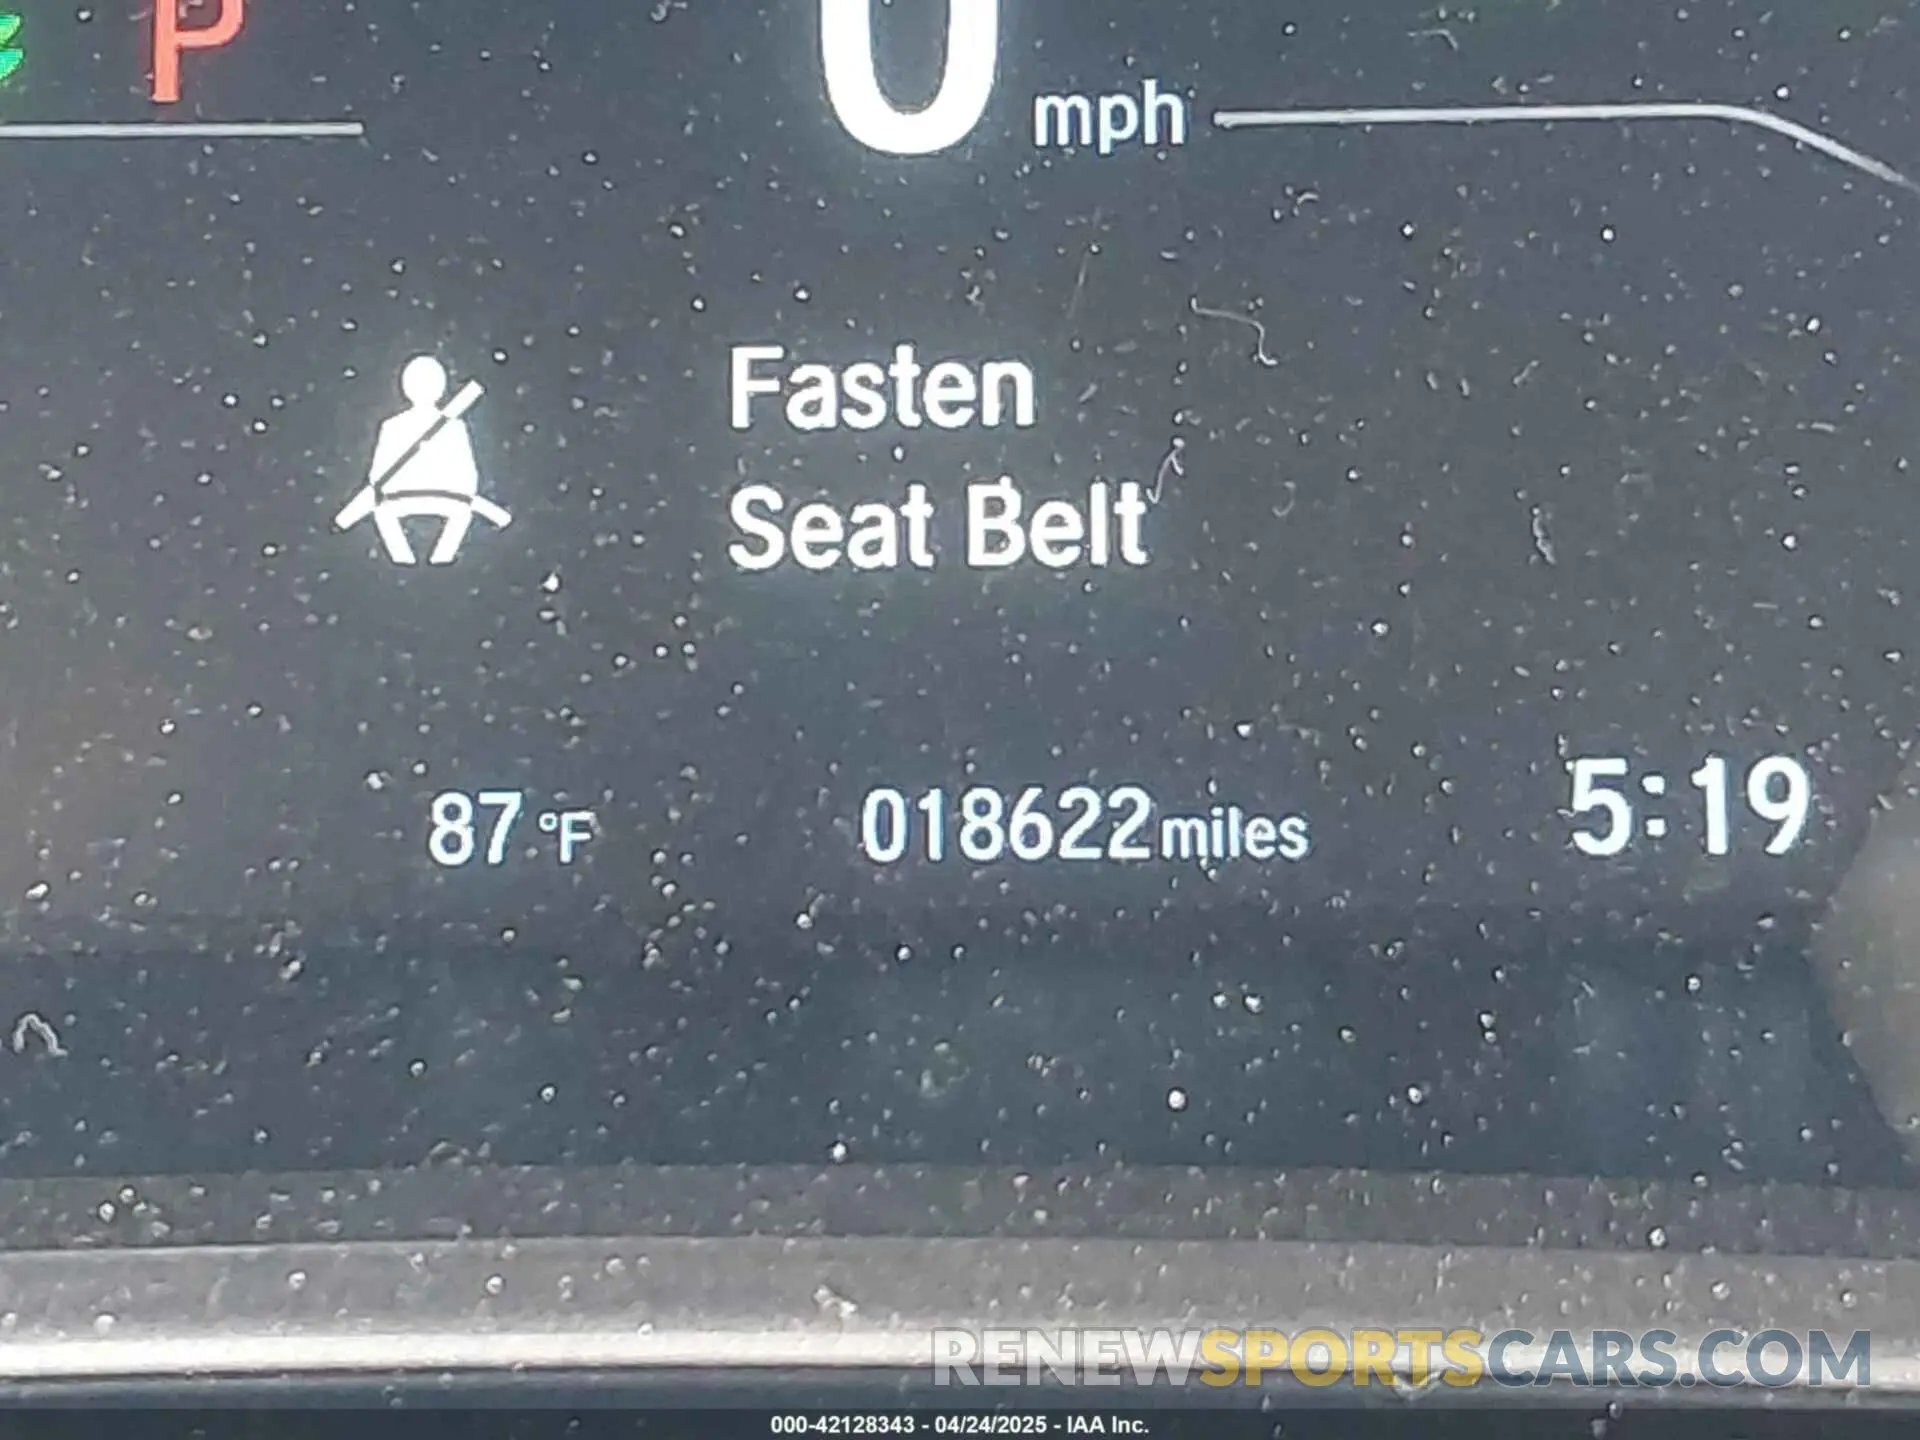 P
0 mph
Fasten
Seat Belt
87 °F 018622 miles 5:19
RENEWSPORTSCARS.COM
000-42128343 - 04/24/2025 - IAA Inc.